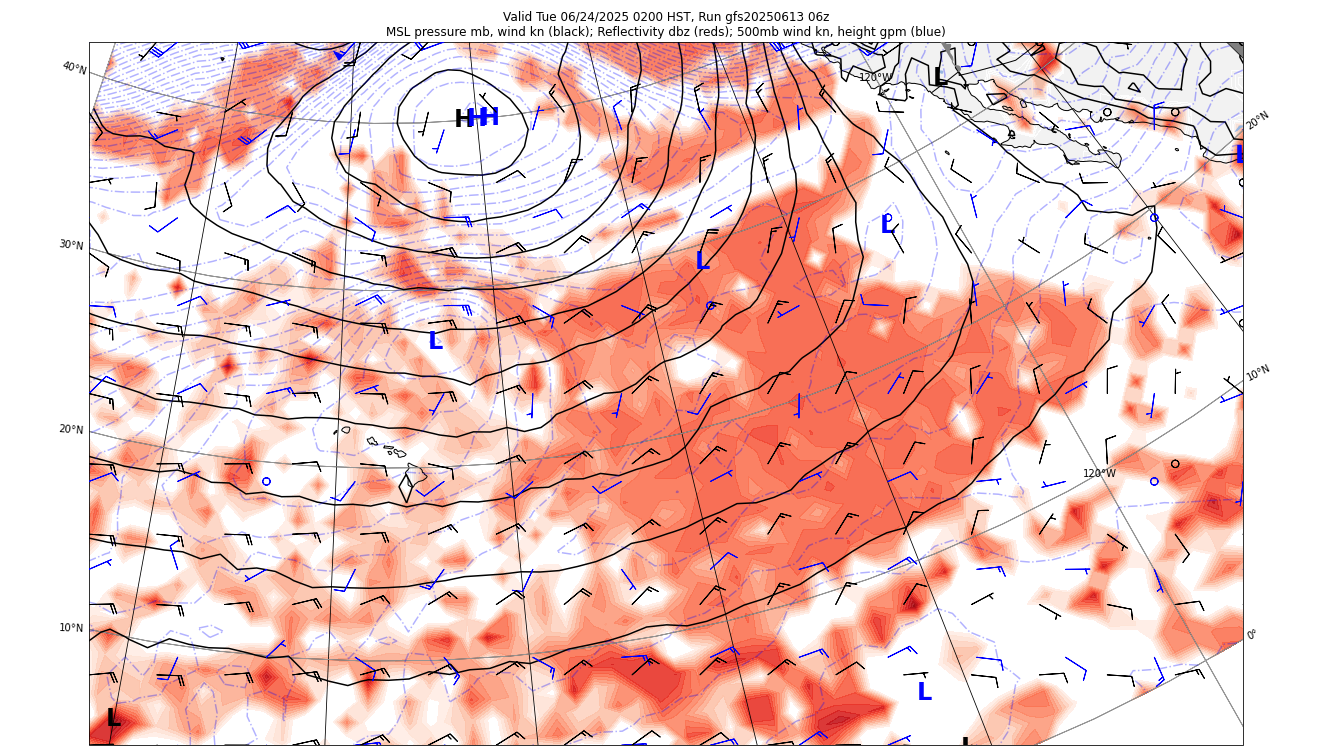 Valid Tue 06/24/2025 0200 HST, Run gfs20250613 06z
MSL pressure mb, wind kn (black); Reflectivity dbz (reds); 500mb wind kn, height gpm (blue)
40°N
120°W
L
20°N
H H H
L
L
30°N
L
L
10°N
20°N
120°W
10°N
0°
L
L
L